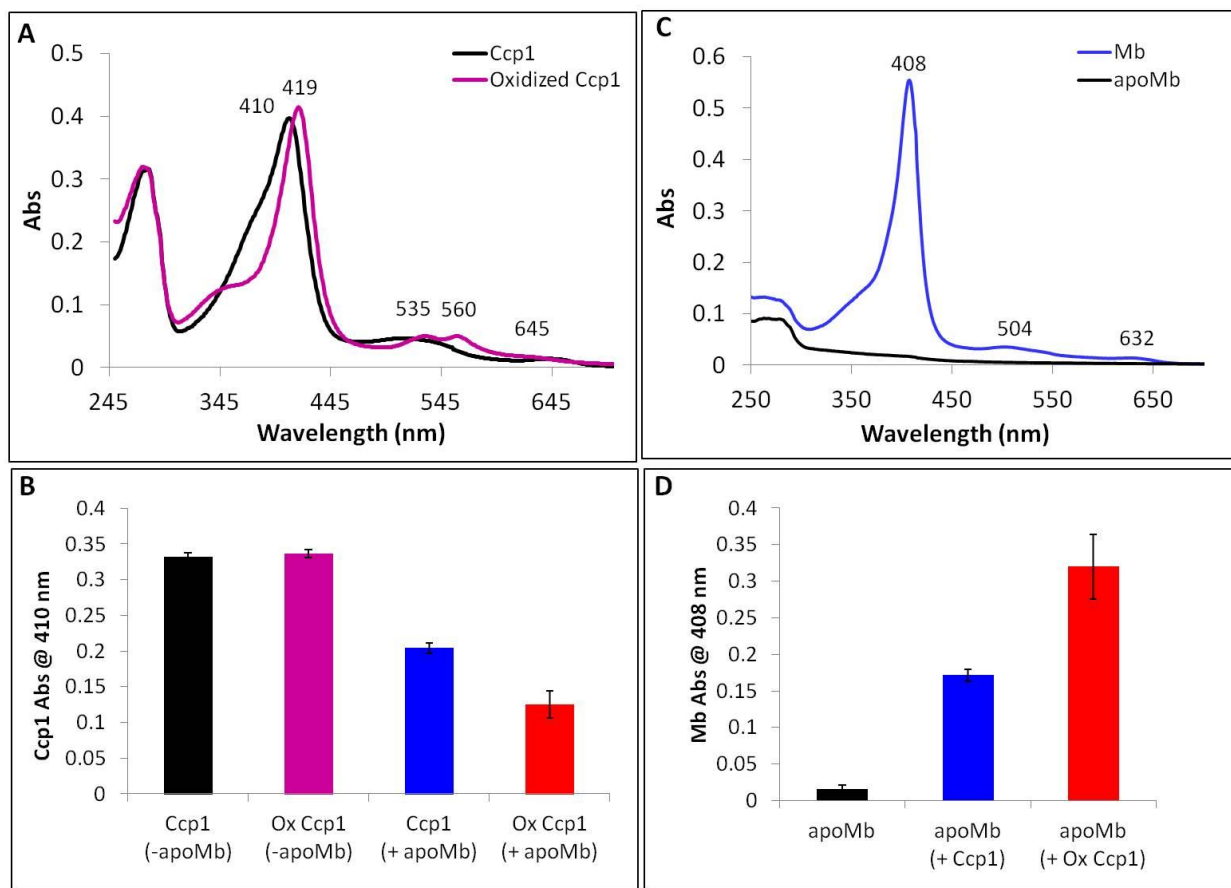 A
Ccp1
Oxidized Ccp1
0.5
0.4
0.3
0.2
0.1
0
Abs
410
419
535
560
645
245
345
445
545
645
Wavelength (nm)
C
Mb
apoMb
0.6
0.5
0.4
0.3
0.2
0.1
0
Abs
408
504
632
250
350
450
550
650
Wavelength (nm)
B
0.4
0.35
0.3
0.25
0.2
0.15
0.1
0.05
0
Ccp1 Abs @ 410 nm
Ccp1
(-apoMb)
Ox Ccp1
(-apoMb)
Ccp1
(+ apoMb)
Ox Ccp1
(+ apoMb)
D
0.4
0.35
0.3
0.25
0.2
0.15
0.1
0.05
0
Mb Abs @ 408 nm
apoMb
apoMb
(+ Ccp1)
apoMb
(+ Ox Ccp1)